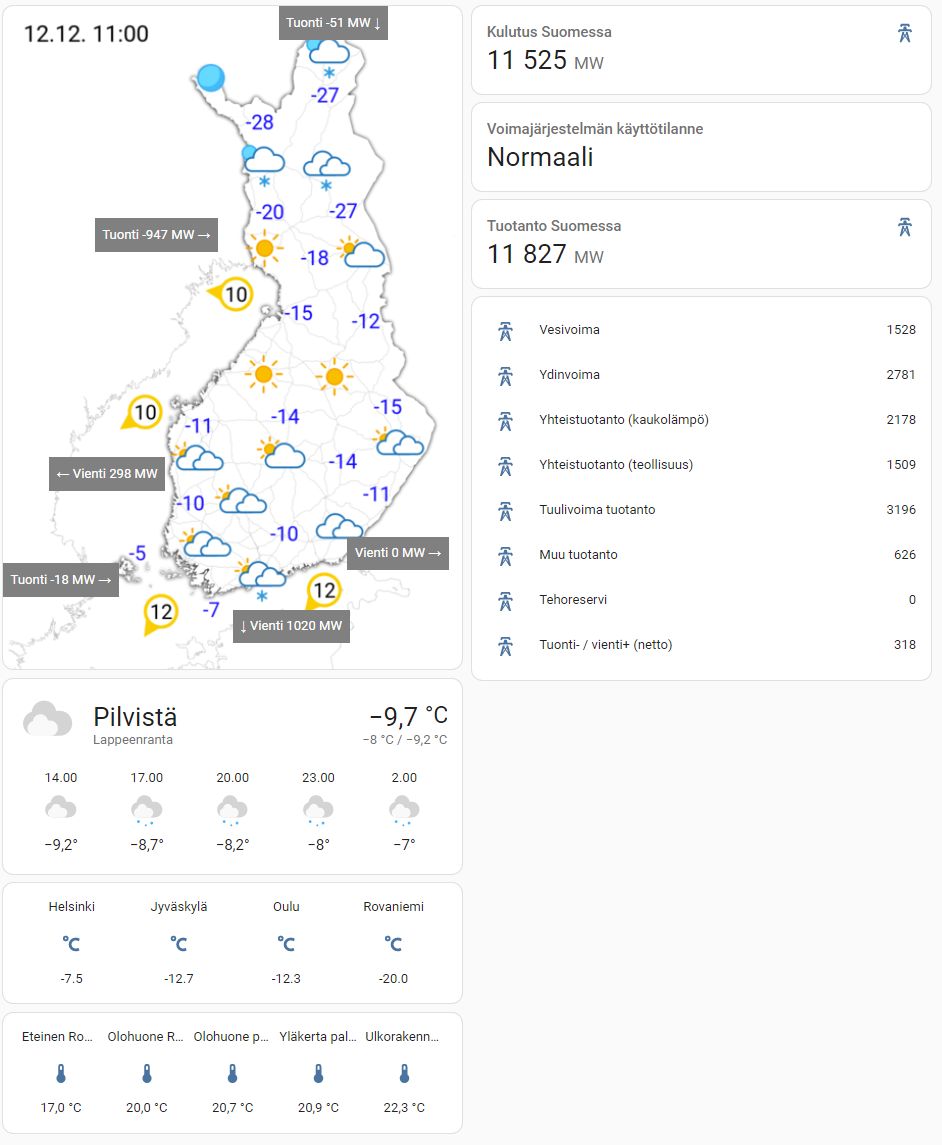 12.12. 11:00
Tuonti -51 MW ↓
-27
-28
-20
-27
Tuonti -947 MW →
-18
10
-15
-12
10
-11
-14
-15
-14
← Vienti 298 MW
-10
-11
-10
-5
Vienti 0 MW →
Tuonti -18 MW →
12
12
-7
↓ Vienti 1020 MW
Pilvistä
−9,7 °C
Lappeenranta
−8 °C / −9,2 °C
14.00 17.00 20.00 23.00 2.00
−9,2° −8,7° −8,2° −8° −7°
Helsinki Jyväskylä Oulu Rovaniemi
°C °C °C °C
-7.5 -12.7 -12.3 -20.0
Eteinen Ro... Olohuone R... Olohuone p... Yläkerta pal... Ulkorakenn...
17,0 °C 20,0 °C 20,7 °C 20,9 °C 22,3 °C
Kulutus Suomessa
11 525 MW
Voimajärjestelmän käyttötilanne
Normaali
Tuotanto Suomessa
11 827 MW
Vesivoima 1528
Ydinvoima 2781
Yhteistuotanto (kaukolämpö) 2178
Yhteistuotanto (teollisuus) 1509
Tuulivoima tuotanto 3196
Muu tuotanto 626
Tehoreservi 0
Tuonti- / vienti+ (netto) 318